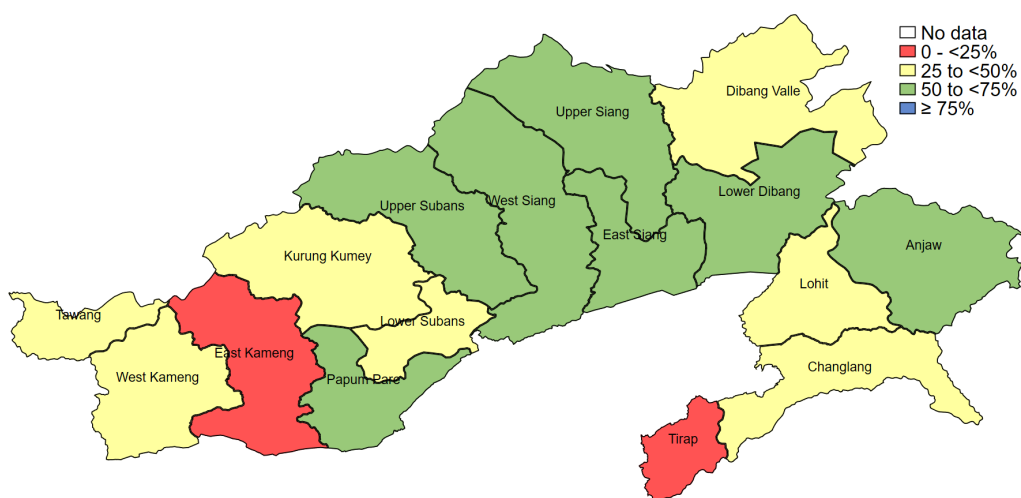 No data
0 - <25%
25 to <50%
50 to <75%
≥ 75%
Dibang Valle
Upper Siang
Lower Dibang
West Siang
Upper Subans
East Siang
Anjaw
Kurung Kumey
Lohit
Tawang
Lower Subans
East Kameng
Changlang
West Kameng
Papum Pare
Tirap